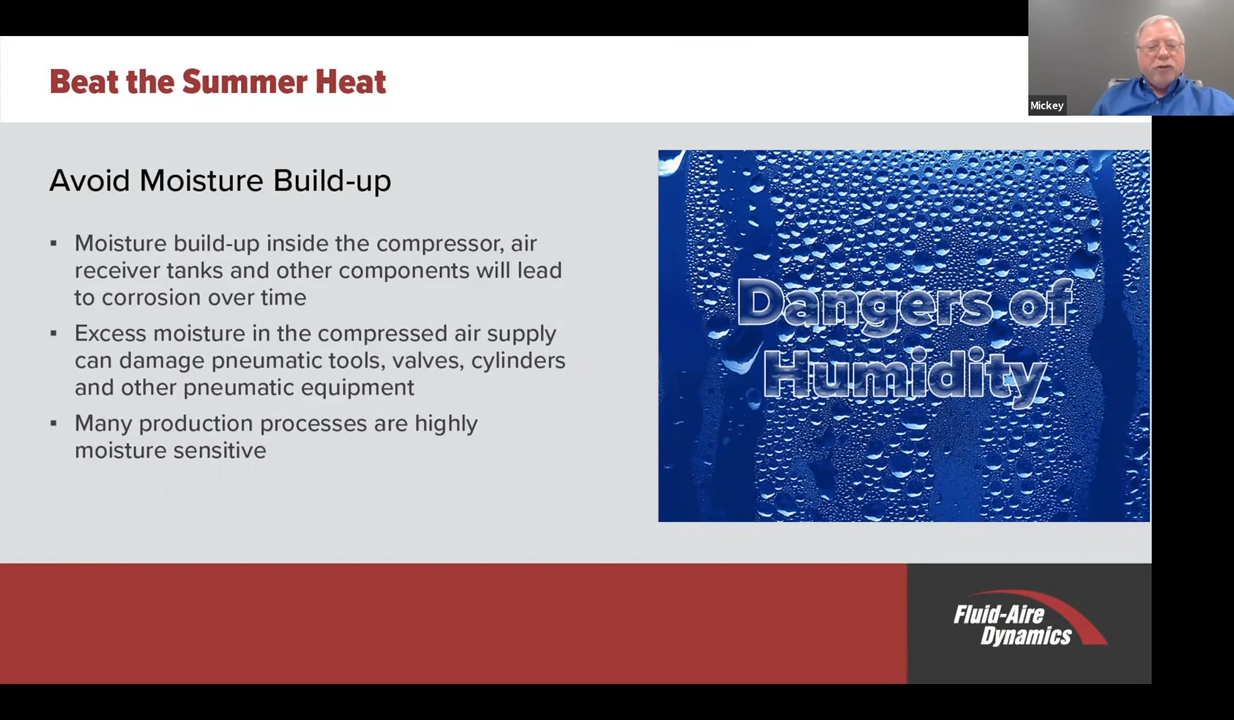 Beat the Summer Heat
Mickey
Avoid Moisture Build-up
▪ Moisture build-up inside the compressor, air
receiver tanks and other components will lead
to corrosion over time
▪ Excess moisture in the compressed air supply
can damage pneumatic tools, valves, cylinders
and other pneumatic equipment
▪ Many production processes are highly
moisture sensitive
Dangers of
Humidity
Fluid-Aire
Dynamics